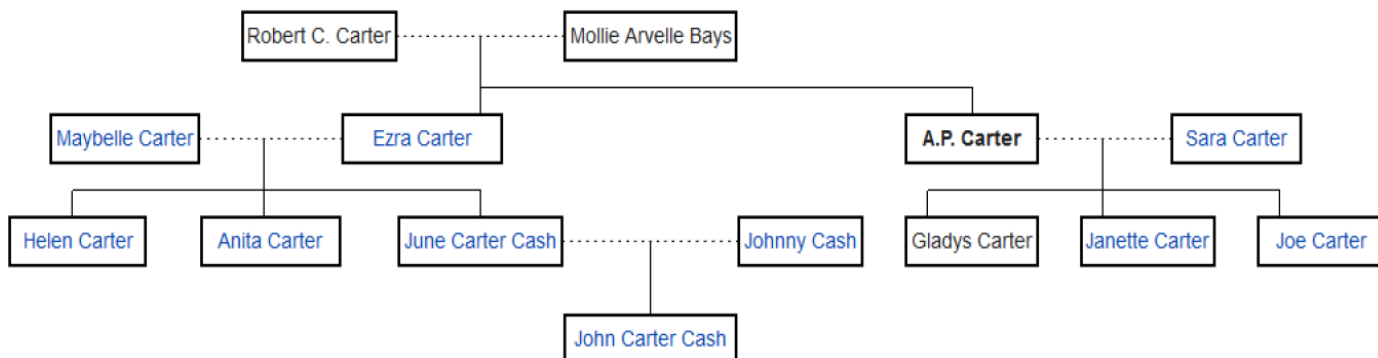 Robert C. Carter
Mollie Arvelle Bays
Maybelle Carter
Ezra Carter
A.P. Carter
Sara Carter
Helen Carter
Anita Carter
June Carter Cash
Johnny Cash
Gladys Carter
Janette Carter
Joe Carter
John Carter Cash